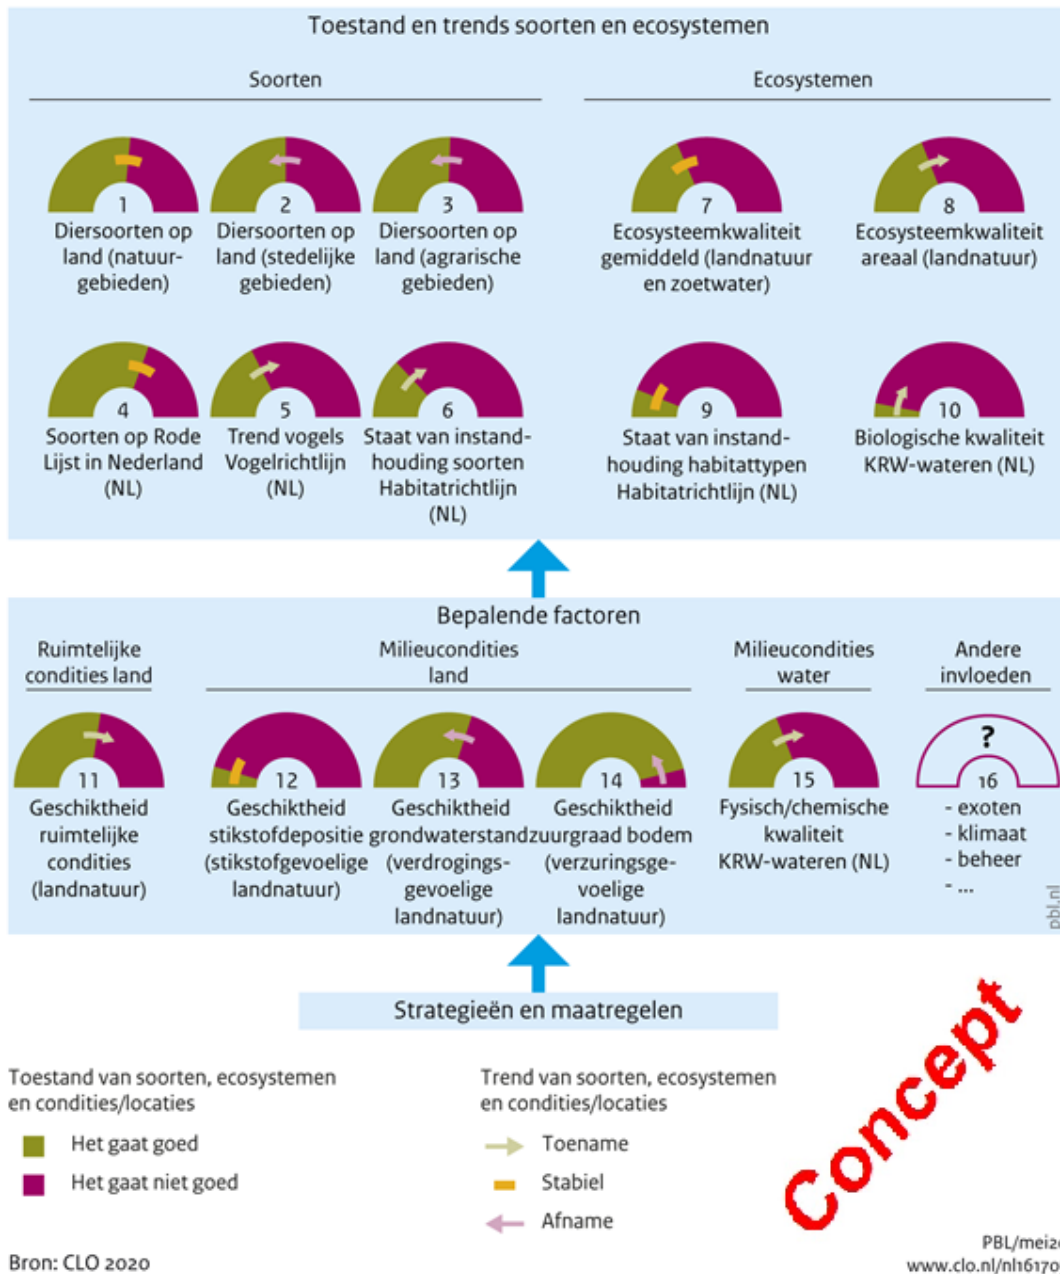 Toestand en trends soorten en ecosystemen
Soorten
Ecosystemen
1
Diersoorten op
land (natuur-
gebieden)
2
Diersoorten op
land (stedelijke
gebieden)
3
Diersoorten op
land (agrarische
gebieden)
7
Ecosysteemkwaliteit
gemiddeld (landnatuur
en zoetwater)
8
Ecosysteemkwaliteit
areaal (landnatuur)
4
Soorten op Rode
Lijst in Nederland
(NL)
5
Trend vogels
Vogelrichtlijn
(NL)
6
Staat van instand-
houding soorten
Habitatrichtlijn
(NL)
9
Staat van instand-
houding habitattypen
Habitatrichtlijn (NL)
10
Biologische kwaliteit
KRW-wateren (NL)
Bepalende factoren
Ruimtelijke
condities land
Milieucondities
land
Milieucondities
water
Andere
invloeden
11
Geschiktheid
ruimtelijke
condities
(landnatuur)
12
Geschiktheid
stikstofdepositie
(stikstofgevoelige
landnatuur)
13
Geschiktheid
grondwaterstand
(verdrogings-
gevoelige
landnatuur)
14
Geschiktheid
zuurgraad bodem
(verzuringsge-
voelige
landnatuur)
15
Fysisch/chemische
kwaliteit
KRW-wateren (NL)
?
16
- exoten
- klimaat
- beheer
- ...
pbl.nl
Strategieën en maatregelen
Toestand van soorten, ecosystemen
en condities/locaties
Het gaat goed
Het gaat niet goed
Trend van soorten, ecosystemen
en condities/locaties
Toename
Stabiel
Afname
Concept
Bron: CLO 2020
PBL/mei20
www.clo.nl/nl16170